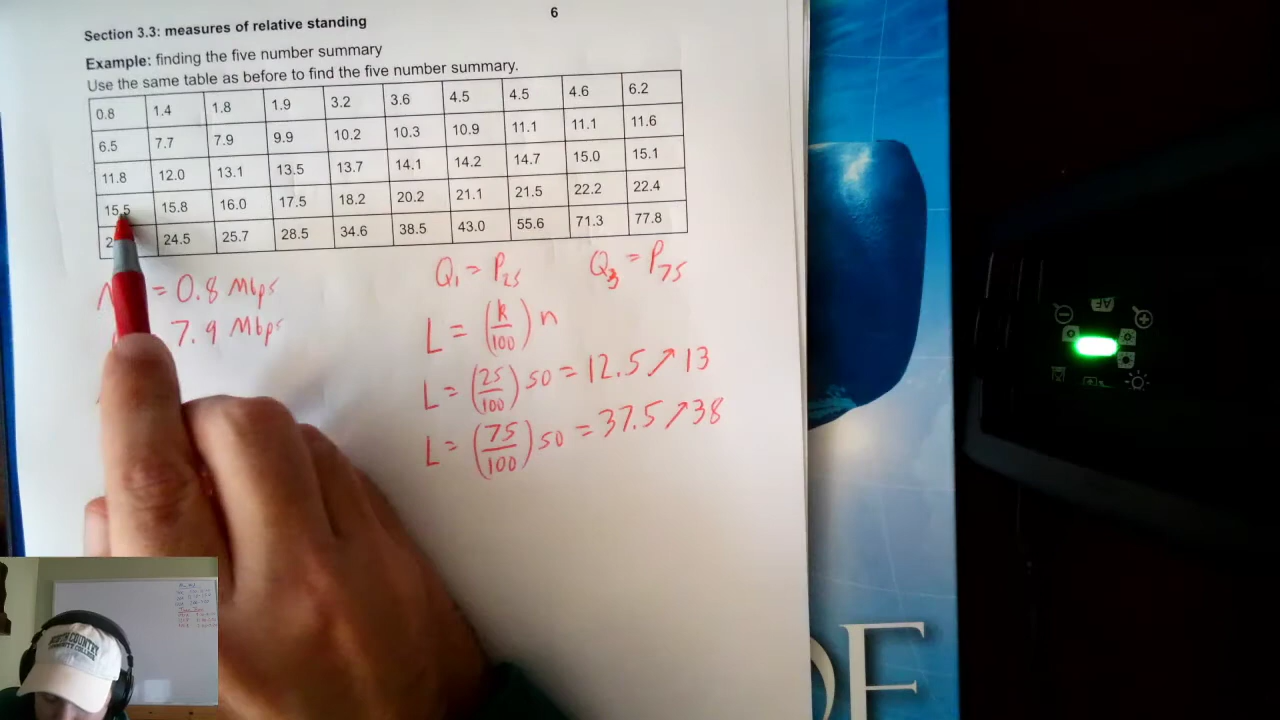 6
Section 3.3: measures of relative standing
Example: finding the five number summary
Use the same table as before to find the five number summary.
0.8 1.4 1.8 1.9 3.2 3.6 4.5 4.5 4.6 6.2
6.5 7.7 7.9 9.9 10.2 10.3 10.9 11.1 11.1 11.6
11.8 12.0 13.1 13.5 13.7 14.1 14.2 14.7 15.0 15.1
15.5 15.8 16.0 17.5 18.2 20.2 21.1 21.5 22.2 22.4
24.5 25.7 28.5 34.6 38.5 43.0 55.6 71.3 77.8
= 0.8 Mbps
7.9 Mbps
Q1 = P25 Q3 = P75
L = (k/100) n
L = (25/100) 50 = 12.5 ↗ 13
L = (75/100) 50 = 37.5 ↗ 38
AF
NORTH COUNTRY
COMMUNITY COLLEGE